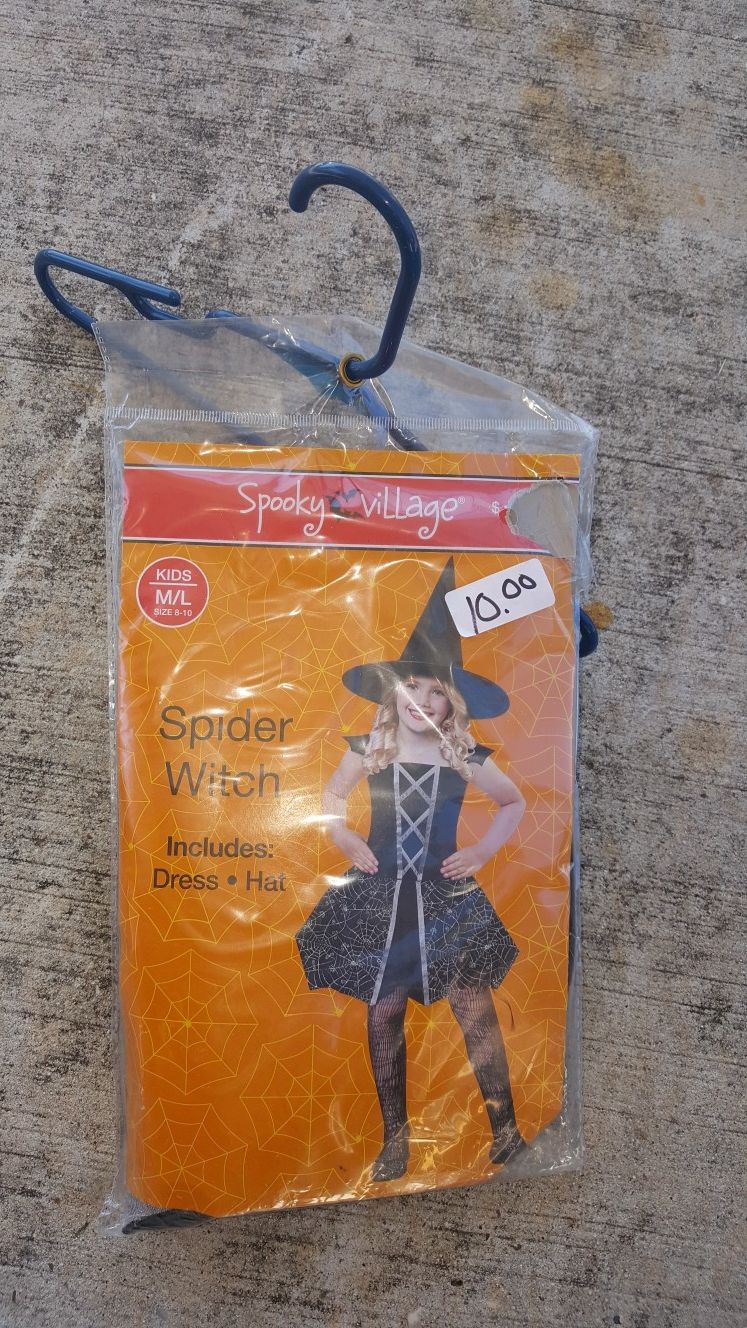 Spooky Village®
$
KIDS
M/L
SIZE 8-10
10.00
Spider
Witch
Includes:
Dress • Hat